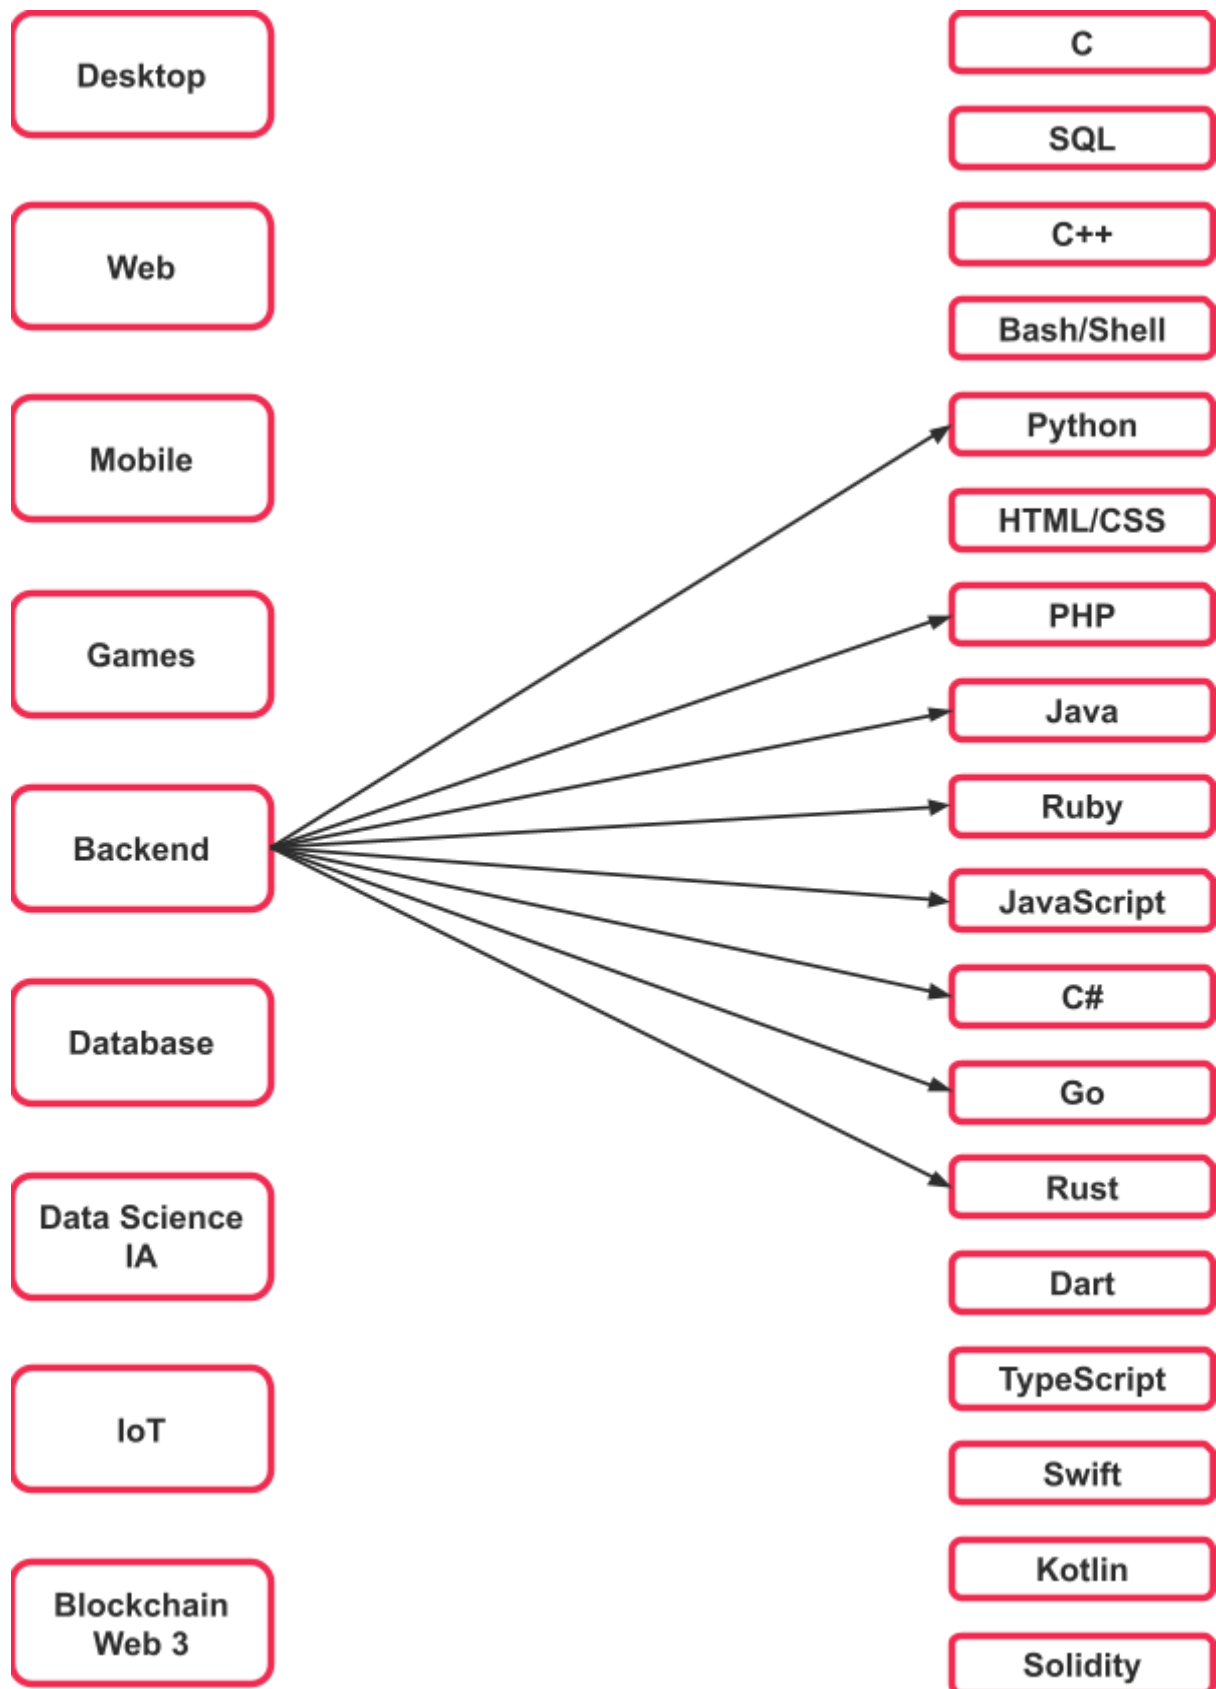 Desktop
Web
Mobile
Games
Backend
Database
Data Science
IA
IoT
Blockchain
Web 3
C
SQL
C++
Bash/Shell
Python
HTML/CSS
PHP
Java
Ruby
JavaScript
C#
Go
Rust
Dart
TypeScript
Swift
Kotlin
Solidity